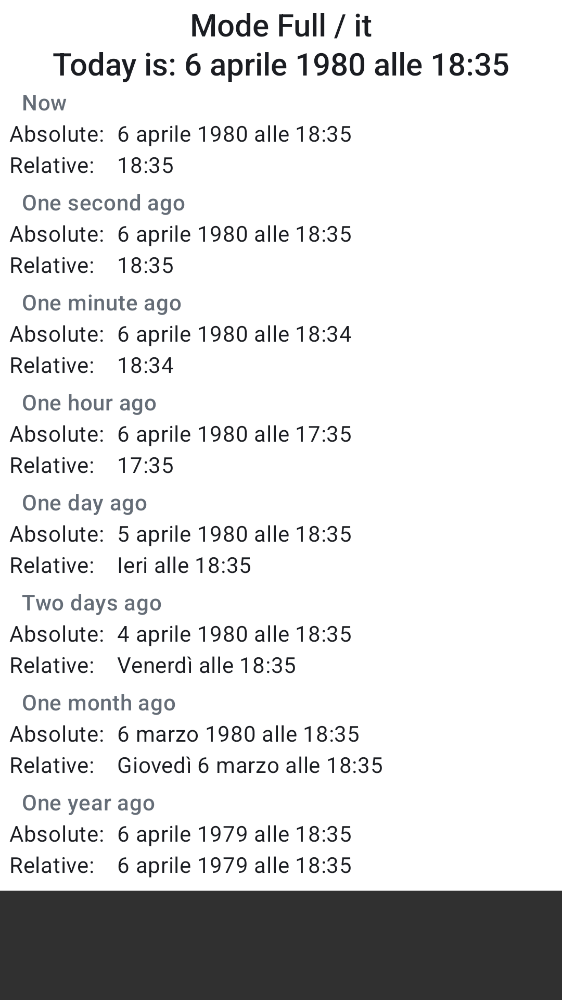 Mode Full / it
Today is: 6 aprile 1980 alle 18:35
Now
Absolute: 6 aprile 1980 alle 18:35
Relative: 18:35
One second ago
Absolute: 6 aprile 1980 alle 18:35
Relative: 18:35
One minute ago
Absolute: 6 aprile 1980 alle 18:34
Relative: 18:34
One hour ago
Absolute: 6 aprile 1980 alle 17:35
Relative: 17:35
One day ago
Absolute: 5 aprile 1980 alle 18:35
Relative: Ieri alle 18:35
Two days ago
Absolute: 4 aprile 1980 alle 18:35
Relative: Venerdì alle 18:35
One month ago
Absolute: 6 marzo 1980 alle 18:35
Relative: Giovedì 6 marzo alle 18:35
One year ago
Absolute: 6 aprile 1979 alle 18:35
Relative: 6 aprile 1979 alle 18:35